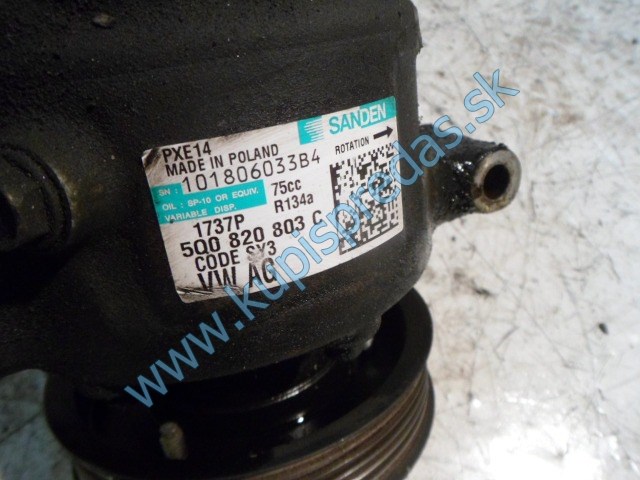 SANDEN
PXE14
MADE IN POLAND
ROTATION
SN : 101806033B4
OIL : SP-10 OR EQUIV. 75cc
VARIABLE DISP. R134a
1737P
5Q0 820 803 C
CODE SY3
VW AG
www.kupispredas.sk